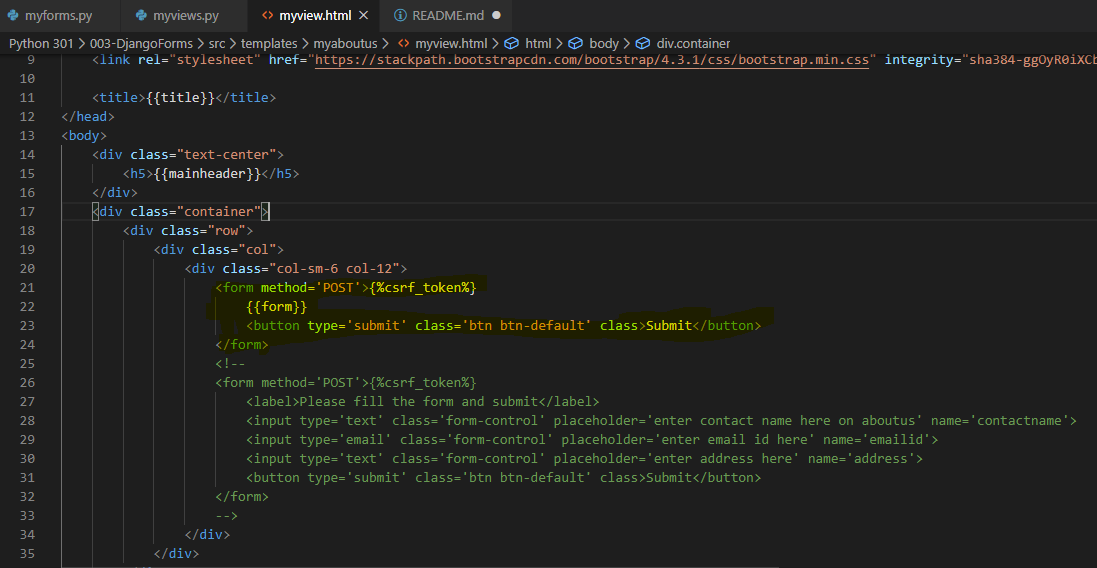 myforms.py myviews.py <> myview.html × README.md ●
Python 301 > 003-DjangoForms > src > templates > myaboutus > <> myview.html > html > body > div.container
9 <link rel="stylesheet" href="https://stackpath.bootstrapcdn.com/bootstrap/4.3.1/css/bootstrap.min.css" integrity="sha384-ggOyR0iXCb
10
11 <title>{{title}}</title>
12 </head>
13 <body>
14 <div class="text-center">
15 <h5>{{mainheader}}</h5>
16 </div>
17 <div class="container">
18 <div class="row">
19 <div class="col">
20 <div class="col-sm-6 col-12">
21 <form method='POST'>{%csrf_token%}
22 {{form}}
23 <button type='submit' class='btn btn-default' class>Submit</button>
24 </form>
25 <!--
26 <form method='POST'>{%csrf_token%}
27 <label>Please fill the form and submit</label>
28 <input type='text' class='form-control' placeholder='enter contact name here on aboutus' name='contactname'>
29 <input type='email' class='form-control' placeholder='enter email id here' name='emailid'>
30 <input type='text' class='form-control' placeholder='enter address here' name='address'>
31 <button type='submit' class='btn btn-default' class>Submit</button>
32 </form>
33 -->
34 </div>
35 </div>